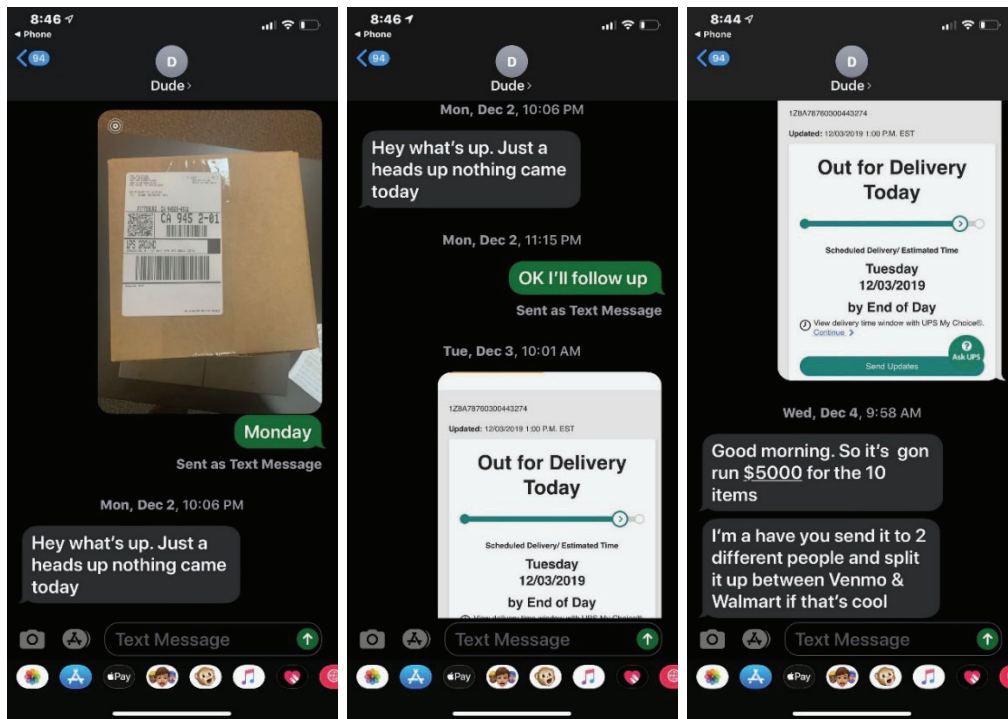 8:46
Phone
94
D
Dude
CA 945 2-01
UPS GROUND
Monday
Sent as Text Message
Mon, Dec 2, 10:06 PM
Hey what's up. Just a
heads up nothing came
today
Text Message
Pay
8:46
Phone
94
D
Dude
Mon, Dec 2, 10:06 PM
Hey what's up. Just a
heads up nothing came
today
Mon, Dec 2, 11:15 PM
OK I'll follow up
Sent as Text Message
Tue, Dec 3, 10:01 AM
1Z8A78760300443274
Updated: 12/03/2019 1:00 P.M. EST
Out for Delivery
Today
Scheduled Delivery/ Estimated Time
Tuesday
12/03/2019
by End of Day
Text Message
Pay
8:44
Phone
94
D
Dude
1Z8A78760300443274
Updated: 12/03/2019 1:00 P.M. EST
Out for Delivery
Today
Scheduled Delivery/ Estimated Time
Tuesday
12/03/2019
by End of Day
View delivery time window with UPS My Choice®.
Continue
Ask UPS
Send Updates
Wed, Dec 4, 9:58 AM
Good morning. So it's gon
run $5000 for the 10
items
I'm a have you send it to 2
different people and split
it up between Venmo &
Walmart if that's cool
Text Message
Pay